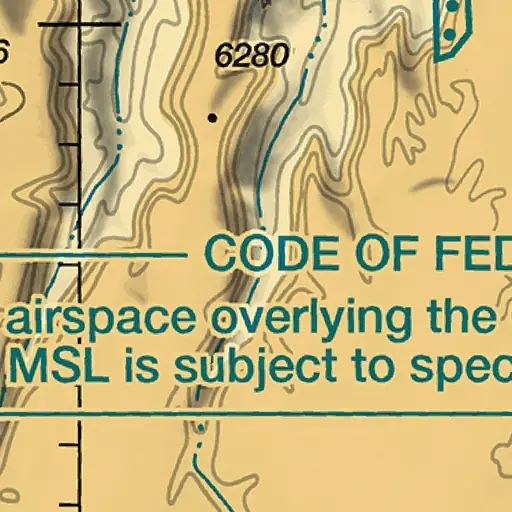 6280
CODE OF FED
airspace overlying the
MSL is subject to spec